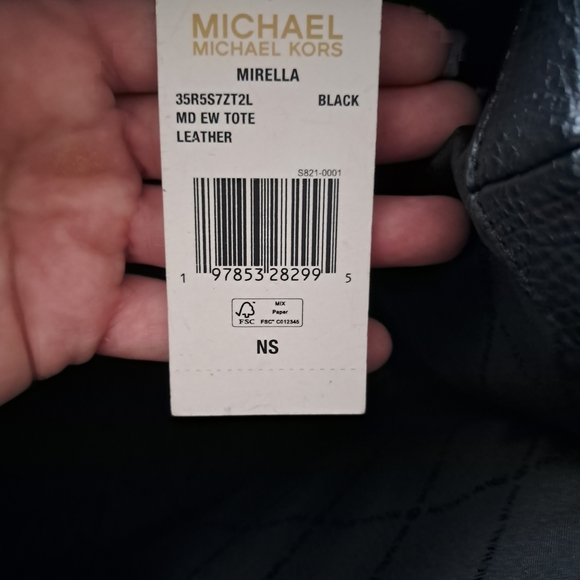 MICHAEL
MICHAEL KORS
MIRELLA
35R5S7ZT2L BLACK
MD EW TOTE
LEATHER
S821-0001
1 97853 28299 5
FSC
MIX
Paper
FSC® C012345
NS